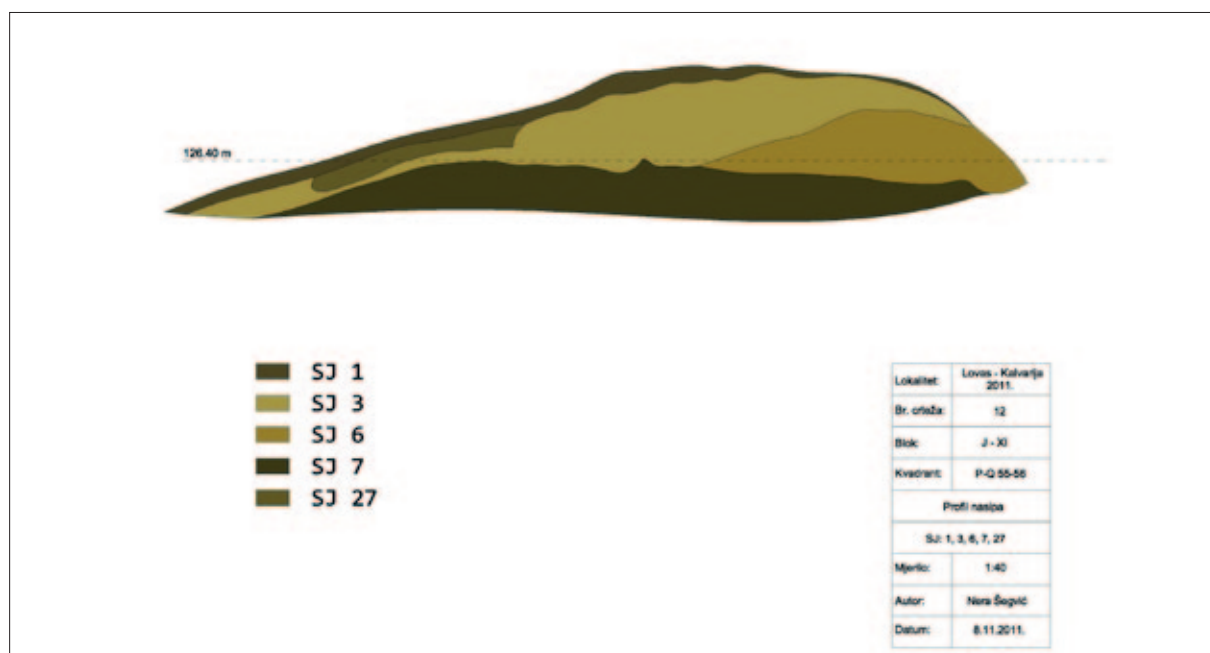 126.40 m
SJ 1
SJ 3
SJ 6
SJ 7
SJ 27
Lokalitet: Lovas - Kalvarija 2011.
Br. crteža: 12
Blok: J - XI
Kvadrant: P-Q 55-56
Profil nasipa
SJ: 1, 3, 6, 7, 27
Mjerilo: 1:40
Autor: Nera Šegvić
Datum: 8.11.2011.